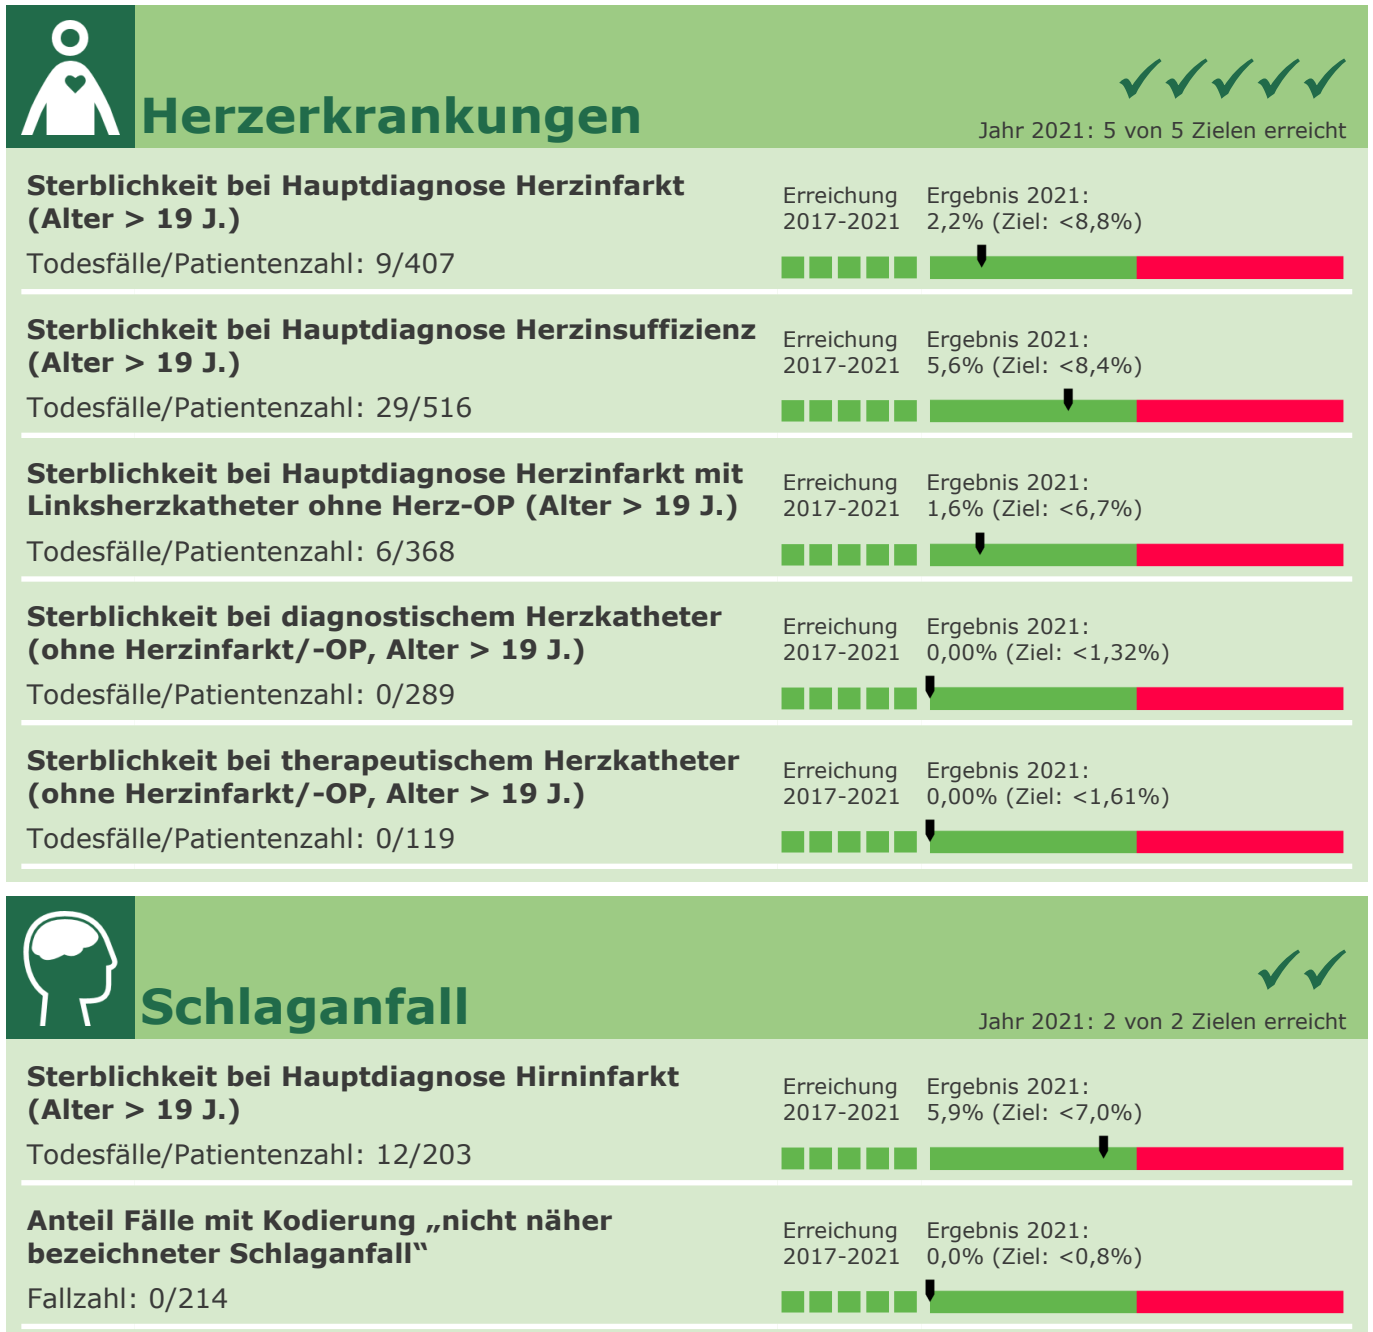 Herzerkrankungen
Jahr 2021: 5 von 5 Zielen erreicht
Sterblichkeit bei Hauptdiagnose Herzinfarkt
(Alter > 19 J.)
Todesfälle/Patientenzahl: 9/407
Erreichung
2017-2021
Ergebnis 2021:
2,2% (Ziel: <8,8%)
Sterblichkeit bei Hauptdiagnose Herzinsuffizienz
(Alter > 19 J.)
Todesfälle/Patientenzahl: 29/516
Erreichung
2017-2021
Ergebnis 2021:
5,6% (Ziel: <8,4%)
Sterblichkeit bei Hauptdiagnose Herzinfarkt mit
Linksherzkatheter ohne Herz-OP (Alter > 19 J.)
Todesfälle/Patientenzahl: 6/368
Erreichung
2017-2021
Ergebnis 2021:
1,6% (Ziel: <6,7%)
Sterblichkeit bei diagnostischem Herzkatheter
(ohne Herzinfarkt/-OP, Alter > 19 J.)
Todesfälle/Patientenzahl: 0/289
Erreichung
2017-2021
Ergebnis 2021:
0,00% (Ziel: <1,32%)
Sterblichkeit bei therapeutischem Herzkatheter
(ohne Herzinfarkt/-OP, Alter > 19 J.)
Todesfälle/Patientenzahl: 0/119
Erreichung
2017-2021
Ergebnis 2021:
0,00% (Ziel: <1,61%)
Schlaganfall
Jahr 2021: 2 von 2 Zielen erreicht
Sterblichkeit bei Hauptdiagnose Hirninfarkt
(Alter > 19 J.)
Todesfälle/Patientenzahl: 12/203
Erreichung
2017-2021
Ergebnis 2021:
5,9% (Ziel: <7,0%)
Anteil Fälle mit Kodierung „nicht näher
bezeichneter Schlaganfall“
Fallzahl: 0/214
Erreichung
2017-2021
Ergebnis 2021:
0,0% (Ziel: <0,8%)